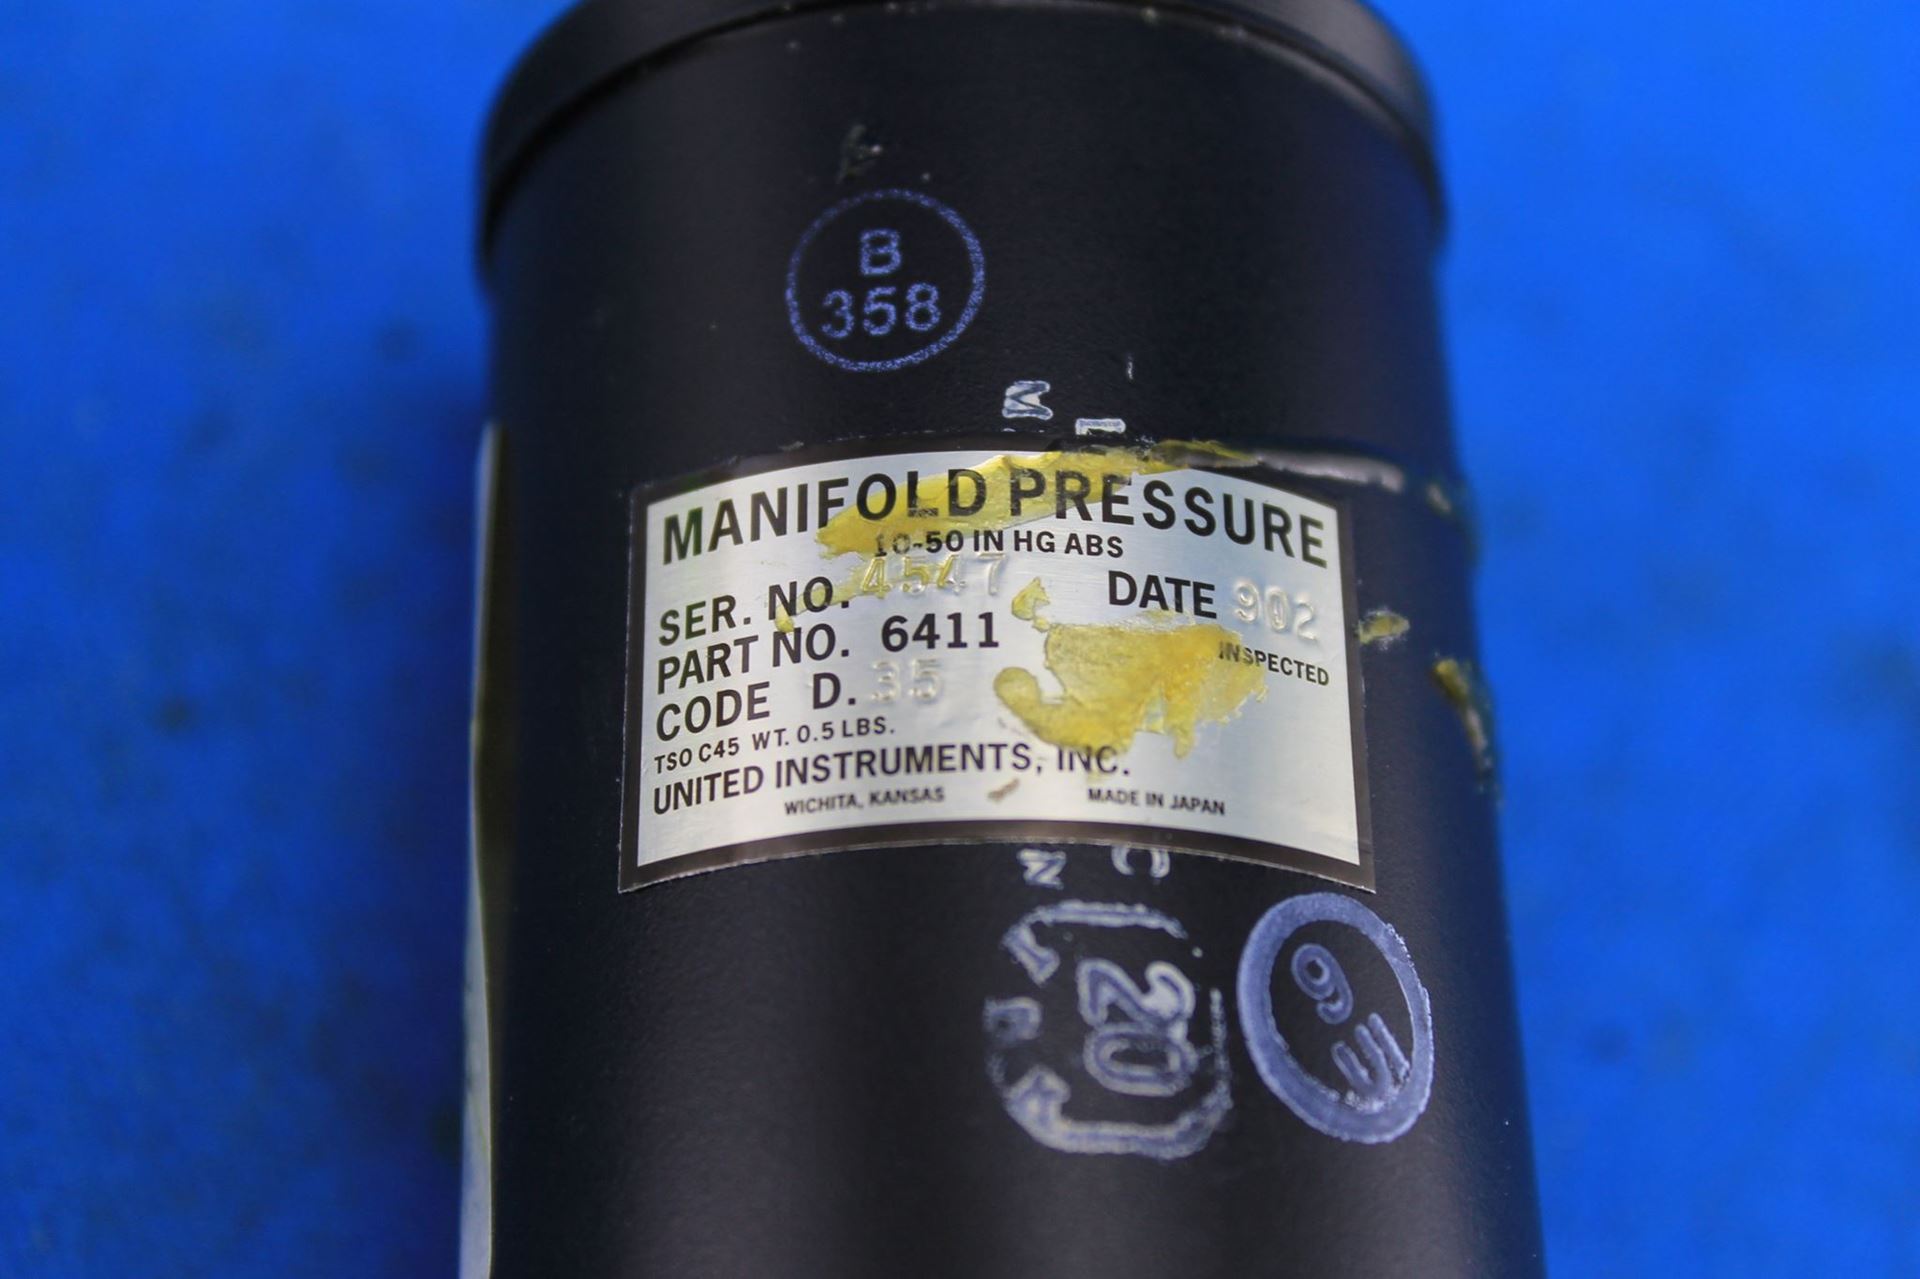 B
358
MANIFOLD PRESSURE
10-50 IN HG ABS
SER. NO. 4547
DATE 902
PART NO. 6411
INSPECTED
CODE D. 35
TSO C45 WT. 0.5 LBS.
UNITED INSTRUMENTS, INC.
WICHITA, KANSAS
MADE IN JAPAN
20
9
UI